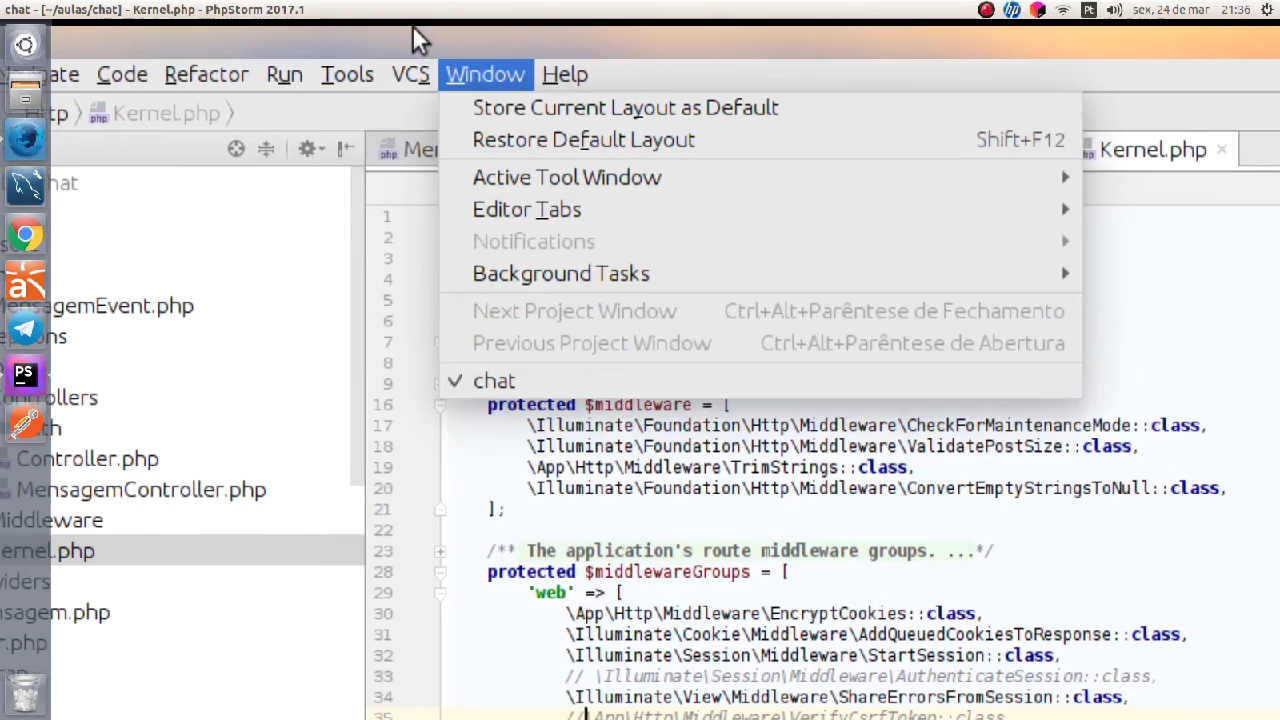 chat - [~/aulas/chat] - Kernel.php - PhpStorm 2017.1
Pt
sex, 24 de mar
21:36
Code Refactor Run Tools VCS Window Help
Kernel.php
Store Current Layout as Default
Restore Default Layout Shift+F12
Active Tool Window
Editor Tabs
Notifications
Background Tasks
Next Project Window Ctrl+Alt+Parêntese de Fechamento
Previous Project Window Ctrl+Alt+Parêntese de Abertura
chat
php
Kernel.php
MensagemEvent.php
Controller.php
MensagemController.php
Middleware
Kernel.php
PS
1
2
3
4
5
6
7
8
9
16 protected $middleware = [
17 \Illuminate\Foundation\Http\Middleware\CheckForMaintenanceMode::class,
18 \Illuminate\Foundation\Http\Middleware\ValidatePostSize::class,
19 \App\Http\Middleware\TrimStrings::class,
20 \Illuminate\Foundation\Http\Middleware\ConvertEmptyStringsToNull::class,
21 ];
22
23 /** The application's route middleware groups. ...*/
28 protected $middlewareGroups = [
29 'web' => [
30 \App\Http\Middleware\EncryptCookies::class,
31 \Illuminate\Cookie\Middleware\AddQueuedCookiesToResponse::class,
32 \Illuminate\Session\Middleware\StartSession::class,
33 // \Illuminate\Session\Middleware\AuthenticateSession::class,
34 \Illuminate\View\Middleware\ShareErrorsFromSession::class,
35 // App\Http\Middleware\VerifyCsrfToken::class